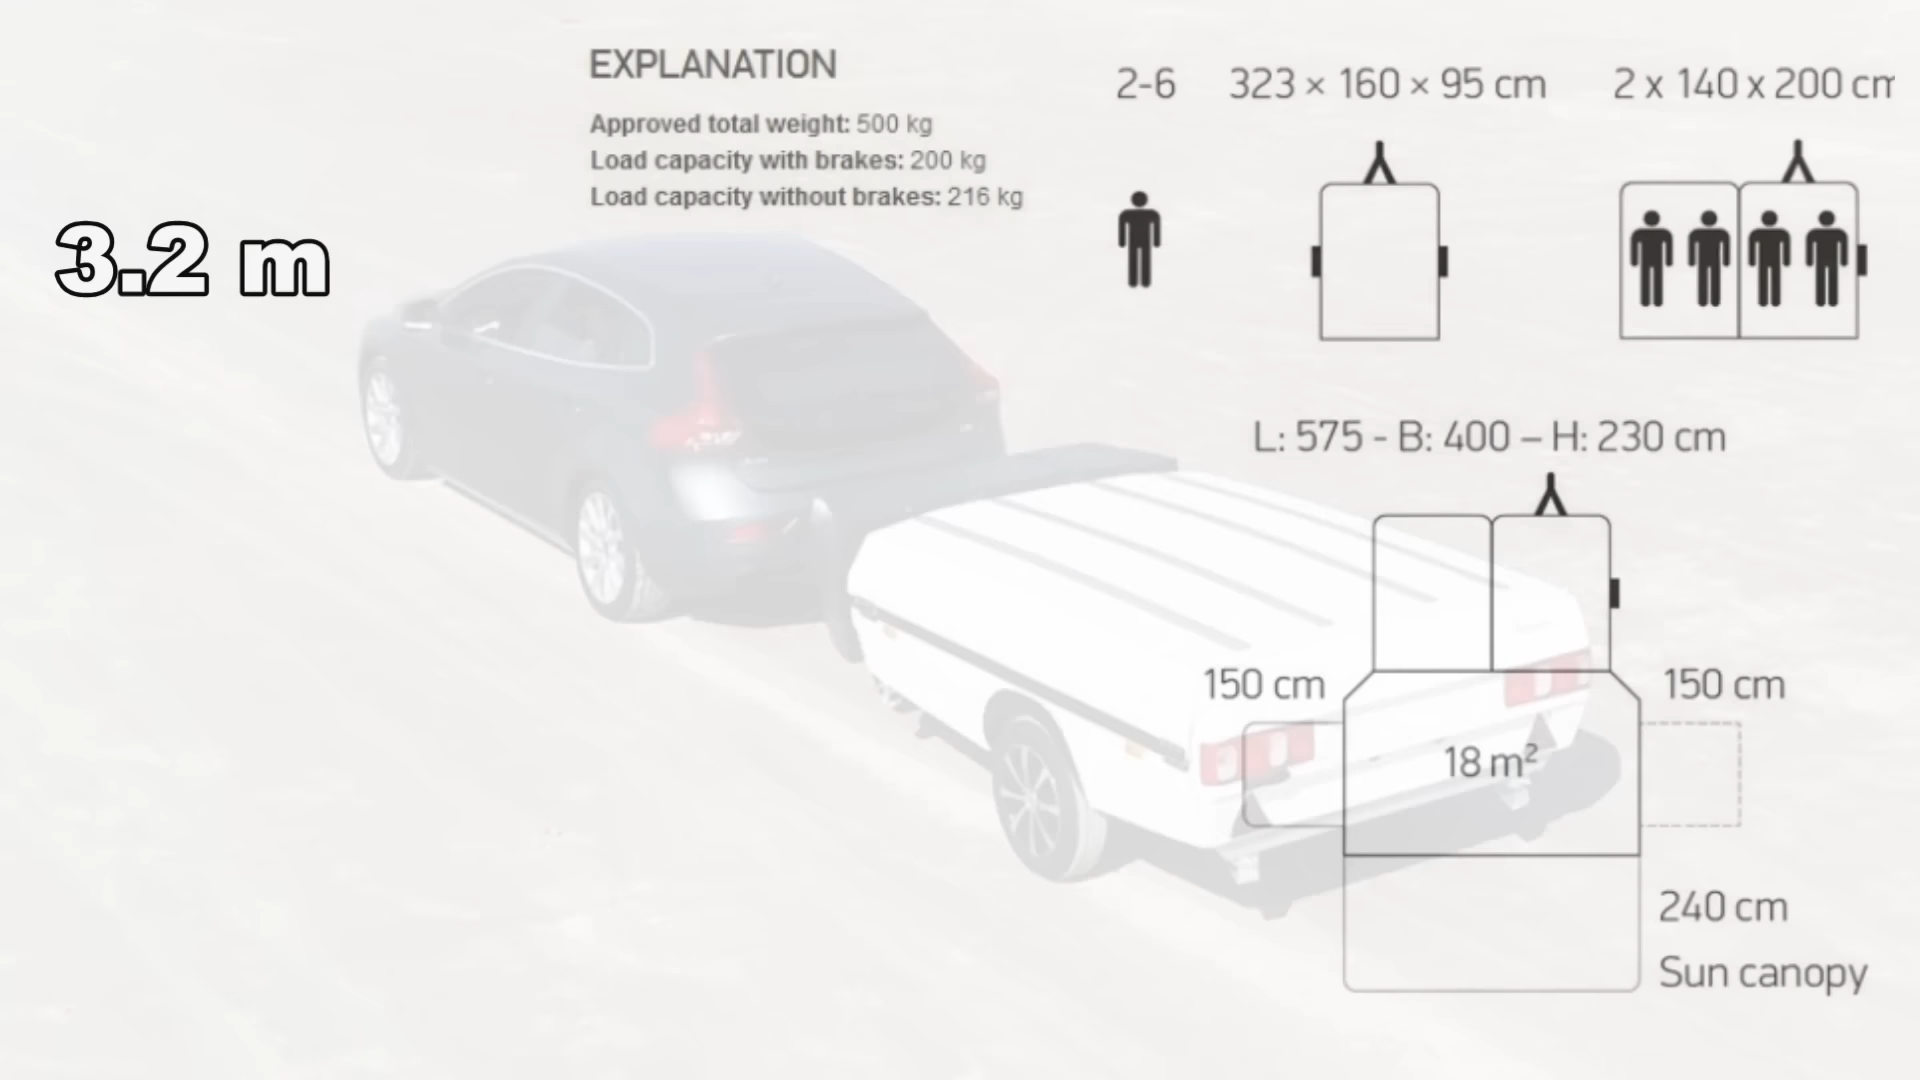 3.2 m
EXPLANATION
Approved total weight: 500 kg
Load capacity with brakes: 200 kg
Load capacity without brakes: 216 kg
2-6
323 × 160 × 95 cm
2 x 140 x 200 cm
L: 575 - B: 400 – H: 230 cm
150 cm
150 cm
18 m²
240 cm
Sun canopy